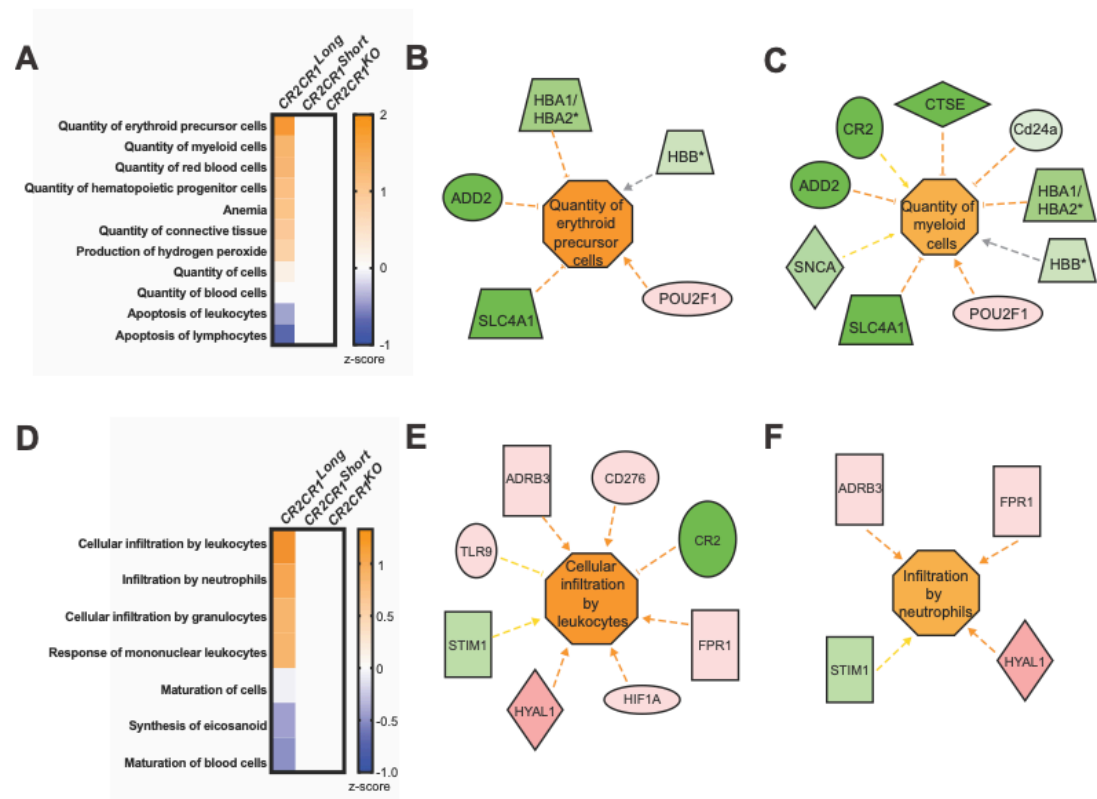 A
CR2CR1Long
CR2CR1Short
CR2CR1KO
Quantity of erythroid precursor cells
Quantity of myeloid cells
Quantity of red blood cells
Quantity of hematopoietic progenitor cells
Anemia
Quantity of connective tissue
Production of hydrogen peroxide
Quantity of cells
Quantity of blood cells
Apoptosis of leukocytes
Apoptosis of lymphocytes
2
1
0
-1
z-score
B
HBA1/
HBA2*
HBB*
ADD2
Quantity of
erythroid
precursor
cells
SLC4A1
POU2F1
C
CTSE
CR2
Cd24a
ADD2
HBA1/
HBA2*
Quantity of
myeloid
cells
SNCA
HBB*
SLC4A1
POU2F1
D
CR2CR1Long
CR2CR1Short
CR2CR1KO
Cellular infiltration by leukocytes
Infiltration by neutrophils
Cellular infiltration by granulocytes
Response of mononuclear leukocytes
Maturation of cells
Synthesis of eicosanoid
Maturation of blood cells
1
0.5
0
-0.5
-1.0
z-score
E
ADRB3
CD276
TLR9
CR2
Cellular
infiltration
by
leukocytes
STIM1
FPR1
HYAL1
HIF1A
F
ADRB3
FPR1
Infiltration
by
neutrophils
STIM1
HYAL1